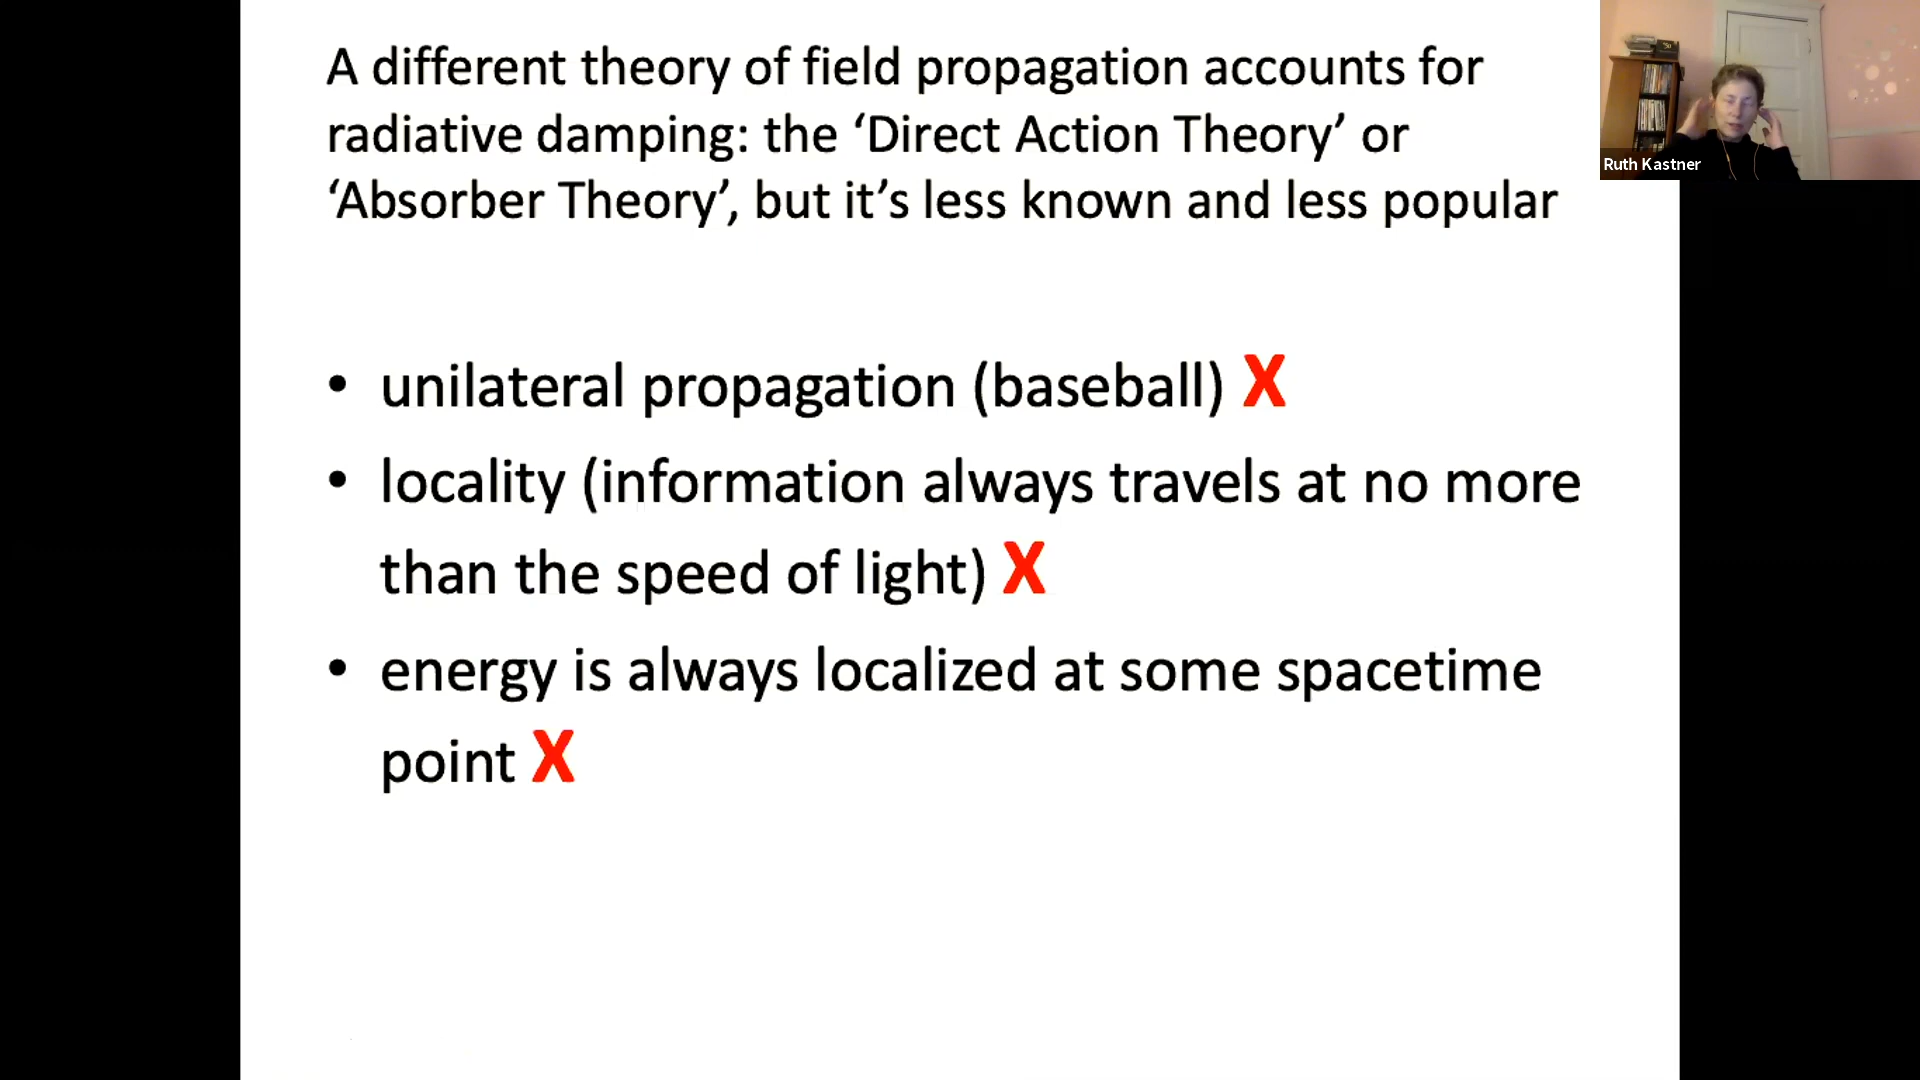 A different theory of field propagation accounts for
radiative damping: the ‘Direct Action Theory’ or
‘Absorber Theory’, but it’s less known and less popular
Ruth Kastner
• unilateral propagation (baseball) X
• locality (information always travels at no more
than the speed of light) X
• energy is always localized at some spacetime
point X